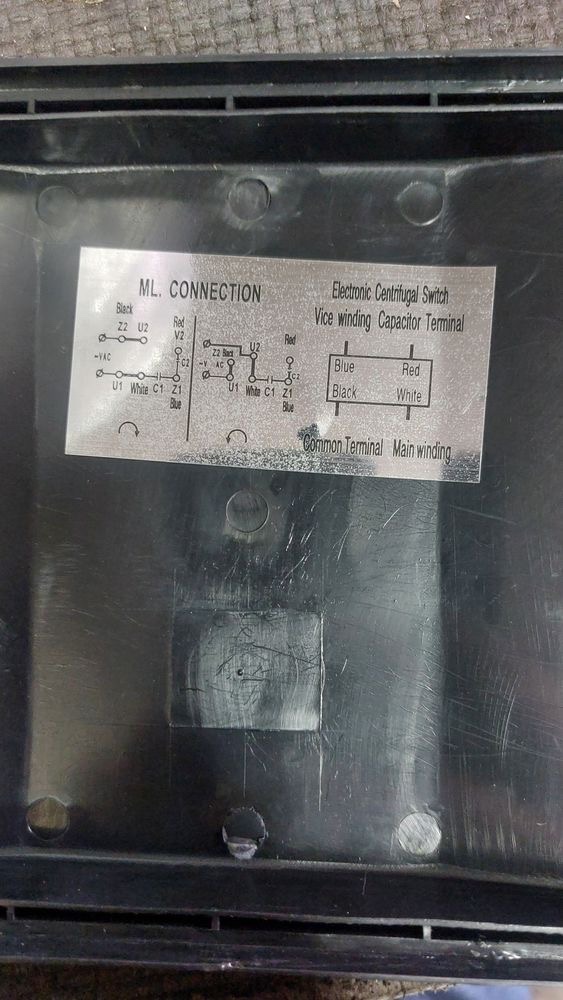 ML. CONNECTION
Black
Z2 U2
~VAC
U1 White C1 Z1
Blue
Red
V2
C2
U2
Z2 Black
~V AC
U1 White C1 Z1
Blue
Red
C2
Electronic Centrifugal Switch
Vice winding Capacitor Terminal
Blue Red
Black White
Common Terminal Main winding